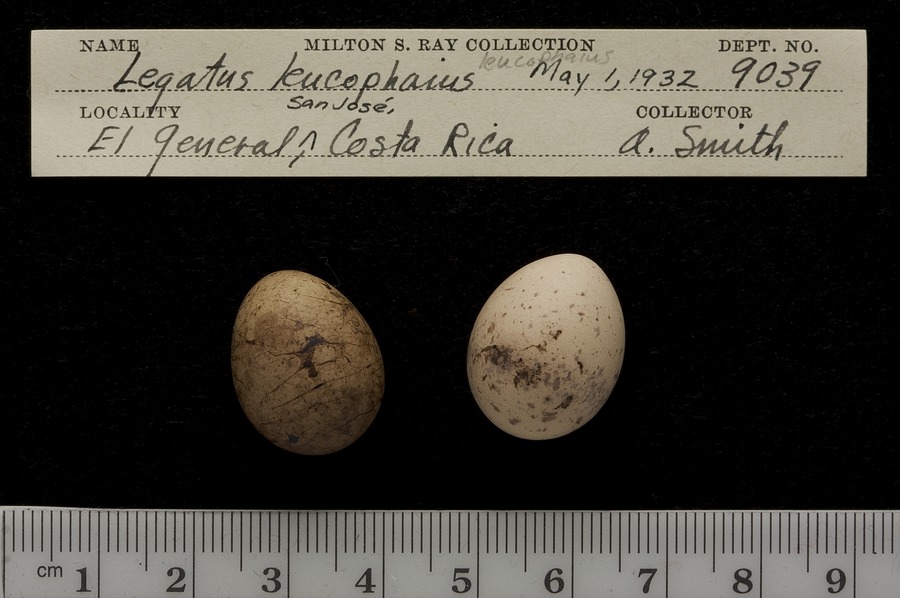 NAME MILTON S. RAY COLLECTION DEPT. NO.
leucophaius
Legatus leucophaius May 1, 1932 9039
LOCALITY San José, COLLECTOR
El General, ^ Costa Rica A. Smith
cm 1 2 3 4 5 6 7 8 9